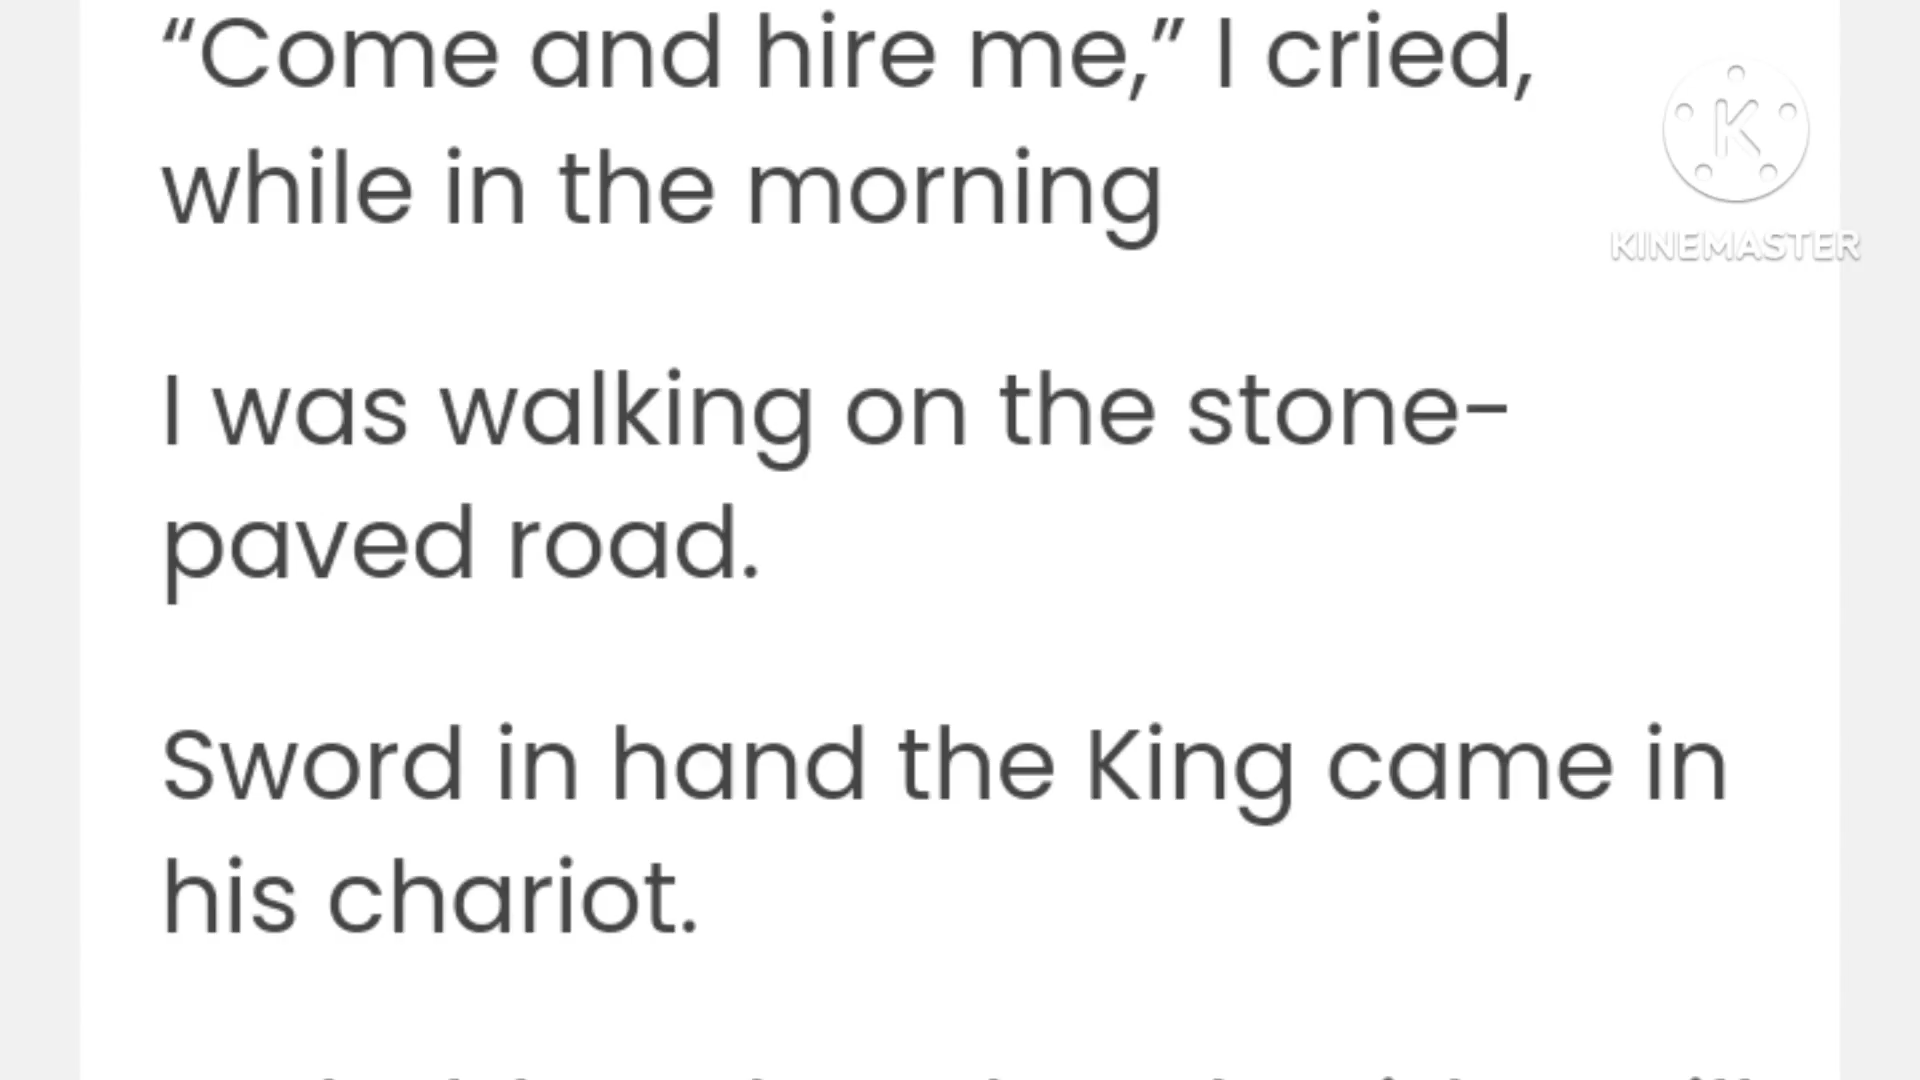 “Come and hire me,” I cried,
while in the morning
I was walking on the stone-
paved road.
Sword in hand the King came in
his chariot.
K
KINEMASTER